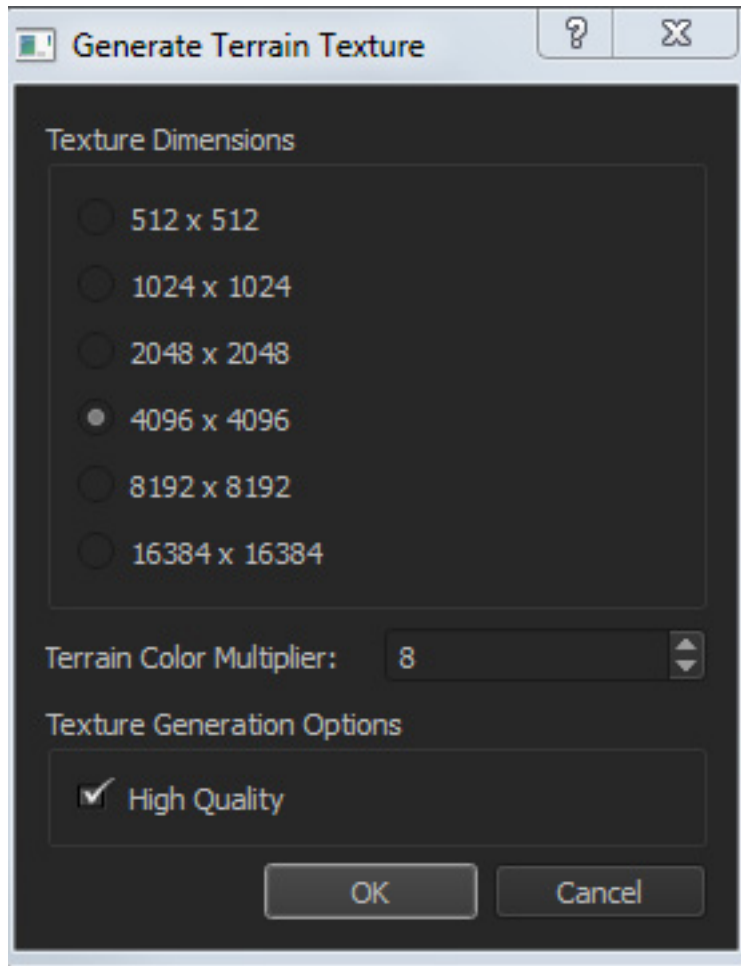 Generate Terrain Texture
Texture Dimensions
512 x 512
1024 x 1024
2048 x 2048
4096 x 4096
8192 x 8192
16384 x 16384
Terrain Color Multiplier: 8
Texture Generation Options
High Quality
OK Cancel